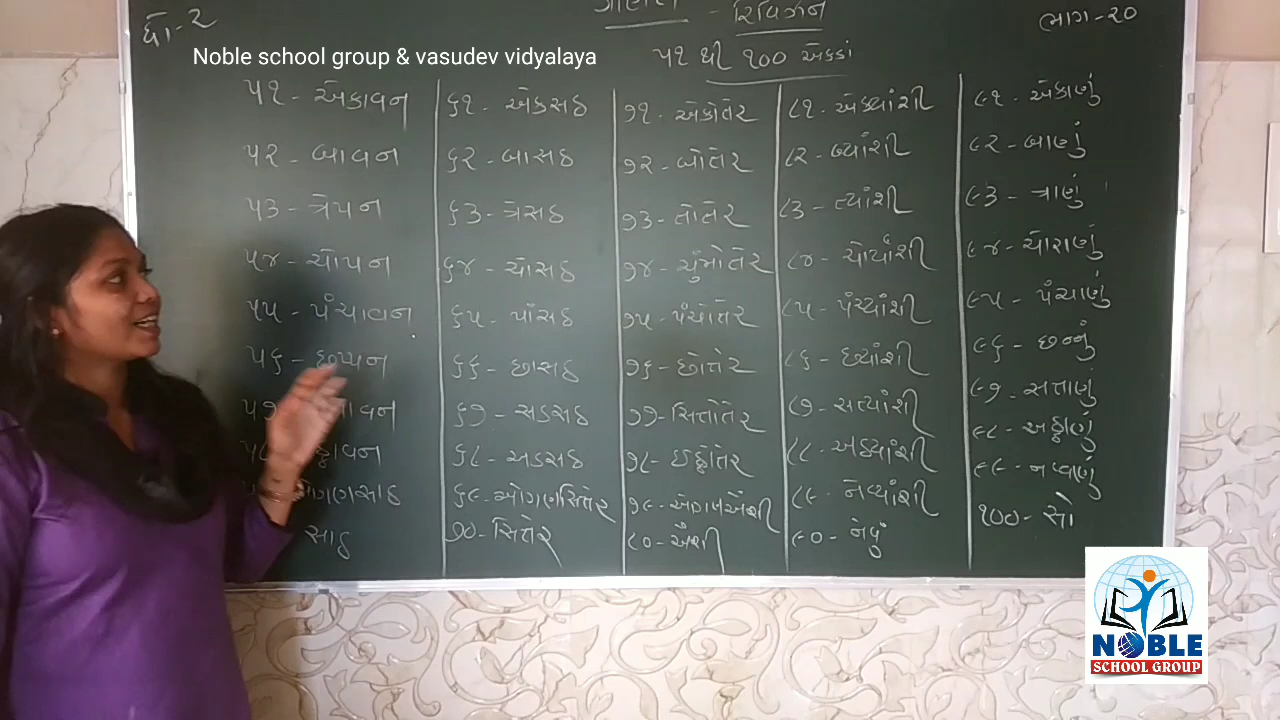 ધો-૨
ગણિત - રિવિઝન
ભાગ-૨૦
Noble school group & vasudev vidyalaya
૫૧ થી ૧૦૦ એકડાં
૫૧- એકાવન
૫૨ - બાવન
૫૩ - ત્રેપન
૫૪ - ચોપન
૫૫ - પંચાવન
૫૬ - છપ્પન
સાઠ
૬૧- એકસઠ
૬૨ - બાસઠ
૬૩ - ત્રેસઠ
૬૪ - ચોસઠ
૬૫ - પાંસઠ
૬૬ - છાસઠ
૬૭ - સડસઠ
૬૮ - અડસઠ
૬૯-ઓગણસિત્તેર
૭૦- સિત્તેર
૭૧- એકોતેર
૭૨ - બોતેર
૭૩ - તોતેર
૭૪ - ચુંમોતેર
૭૫ - પંચોતેર
૭૬ - છોતેર
૭૭-સિતોતેર
૭૮- ઇઠ્ઠોતેર
૭૯-અગણએંશી
૮૦- એંશી
૮૧- એક્યાંશી
૮૨- બ્યાંશી
૮૩ - ત્યાંશી
૮૪ - ચોર્યાંશી
૮૫ - પંચ્યાંશી
૮૬ - છ્યાંશી
૮૭- સત્યાંશી
૮૮ - અઠ્યાંશી
૮૯ - નેવ્યાંશી
૯૦ - નેવું
૯૧ - એકાણું
૯૨ - બાણું
૯૩ - ત્રાણું
૯૪ - ચોરાણું
૯૫ - પંચાણું
૯૬ - છન્નું
૯૭ - સત્તાણું
૯૮ - અઠ્ઠાણું
૯૯ - નવ્વાણું
૧૦૦- સો
NOBLE
SCHOOL GROUP